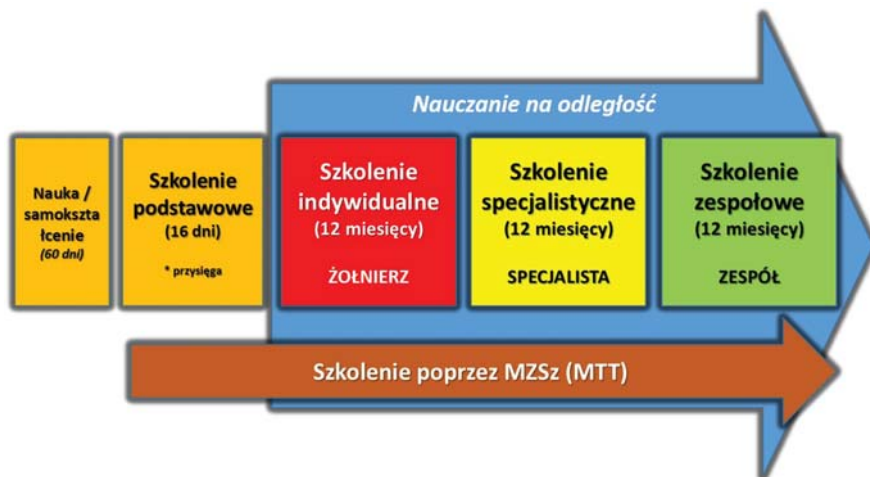 Nauczanie na odległość
Nauka /
samokszta
łcenie
(60 dni)
Szkolenie
podstawowe
(16 dni)
* przysięga
Szkolenie
indywidualne
(12 miesięcy)
ŻOŁNIERZ
Szkolenie
specjalistyczne
(12 miesięcy)
SPECJALISTA
Szkolenie
zespołowe
(12 miesięcy)
ZESPÓŁ
Szkolenie poprzez MZSz (MTT)